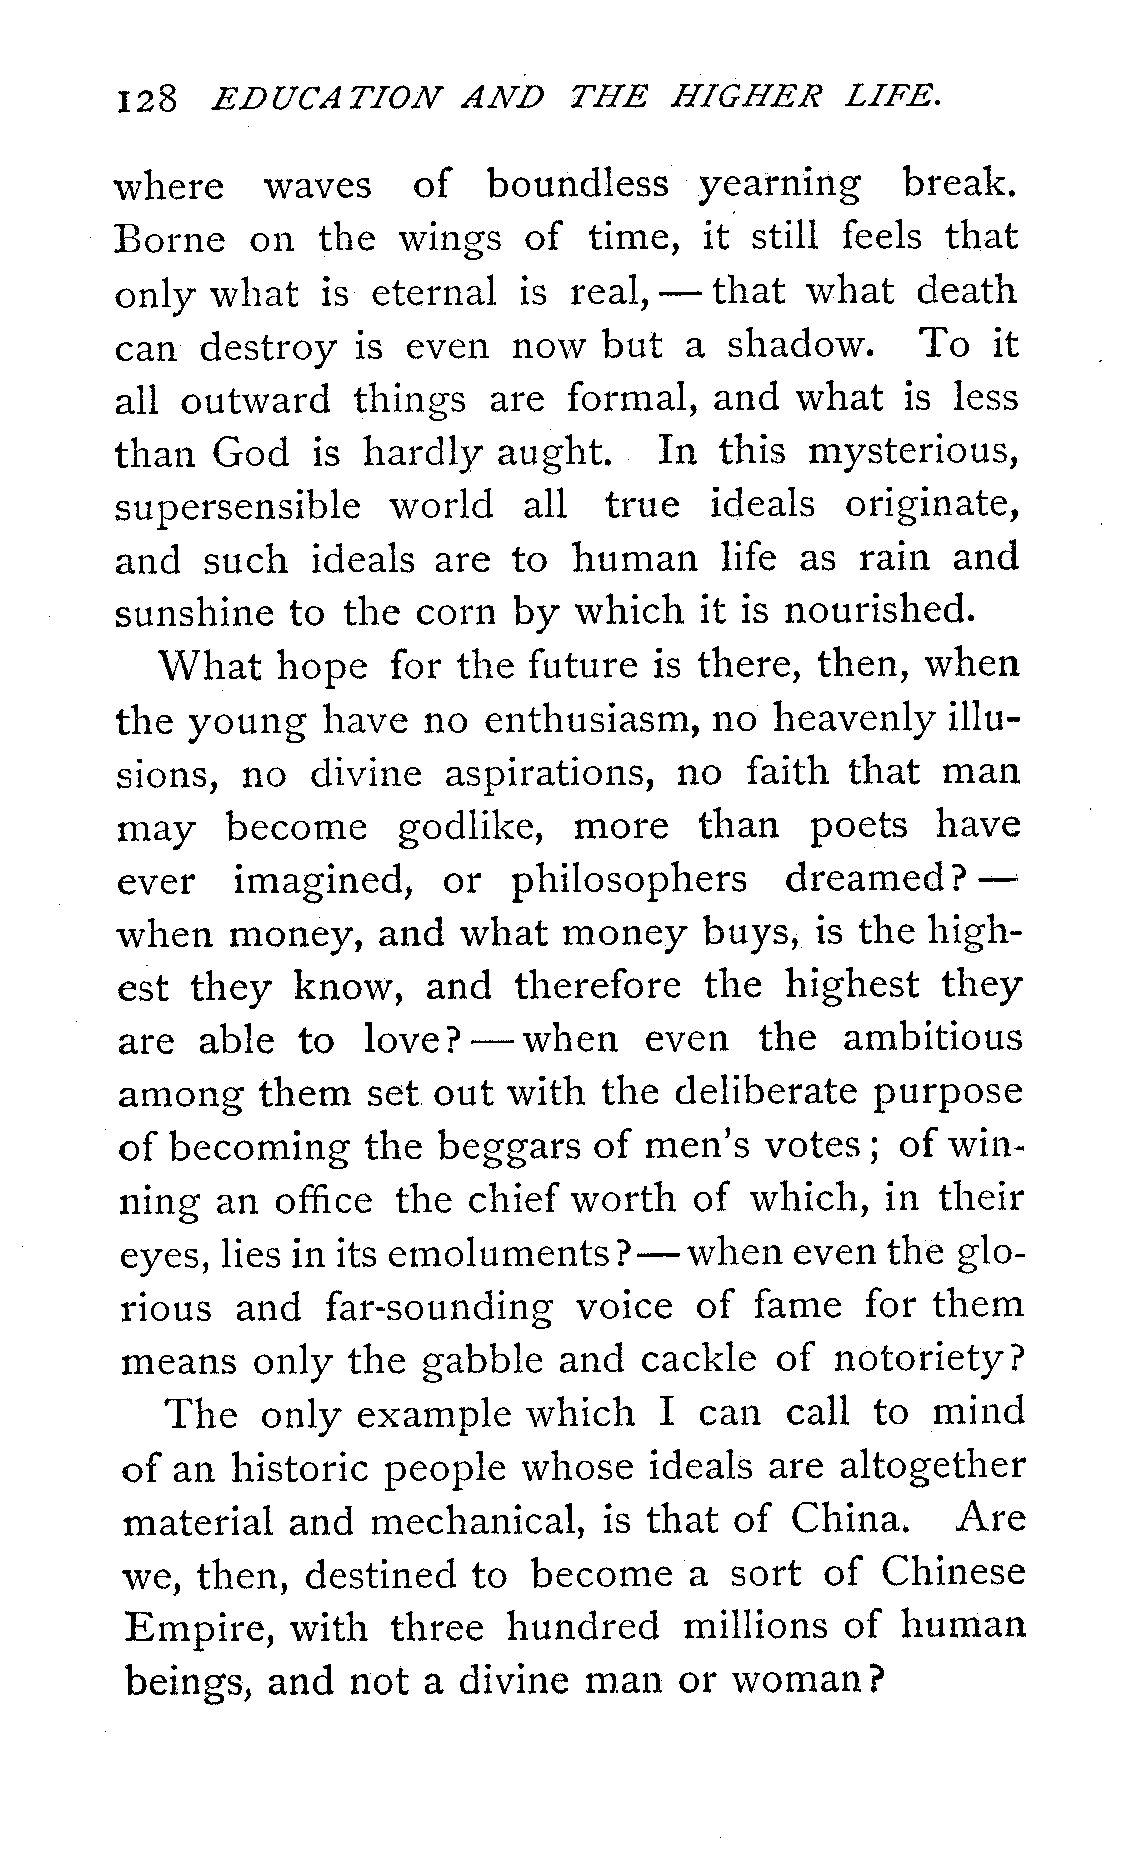 128 EDUCATION AND THE HIGHER LIFE.
where waves of boundless yearning break.
Borne on the wings of time, it still feels that
only what is eternal is real, — that what death
can destroy is even now but a shadow. To it
all outward things are formal, and what is less
than God is hardly aught. In this mysterious,
supersensible world all true ideals originate,
and such ideals are to human life as rain and
sunshine to the corn by which it is nourished.
What hope for the future is there, then, when
the young have no enthusiasm, no heavenly illu-
sions, no divine aspirations, no faith that man
may become godlike, more than poets have
ever imagined, or philosophers dreamed? —
when money, and what money buys, is the high-
est they know, and therefore the highest they
are able to love? — when even the ambitious
among them set out with the deliberate purpose
of becoming the beggars of men's votes; of win-
ning an office the chief worth of which, in their
eyes, lies in its emoluments? — when even the glo-
rious and far-sounding voice of fame for them
means only the gabble and cackle of notoriety?
The only example which I can call to mind
of an historic people whose ideals are altogether
material and mechanical, is that of China. Are
we, then, destined to become a sort of Chinese
Empire, with three hundred millions of human
beings, and not a divine man or woman?